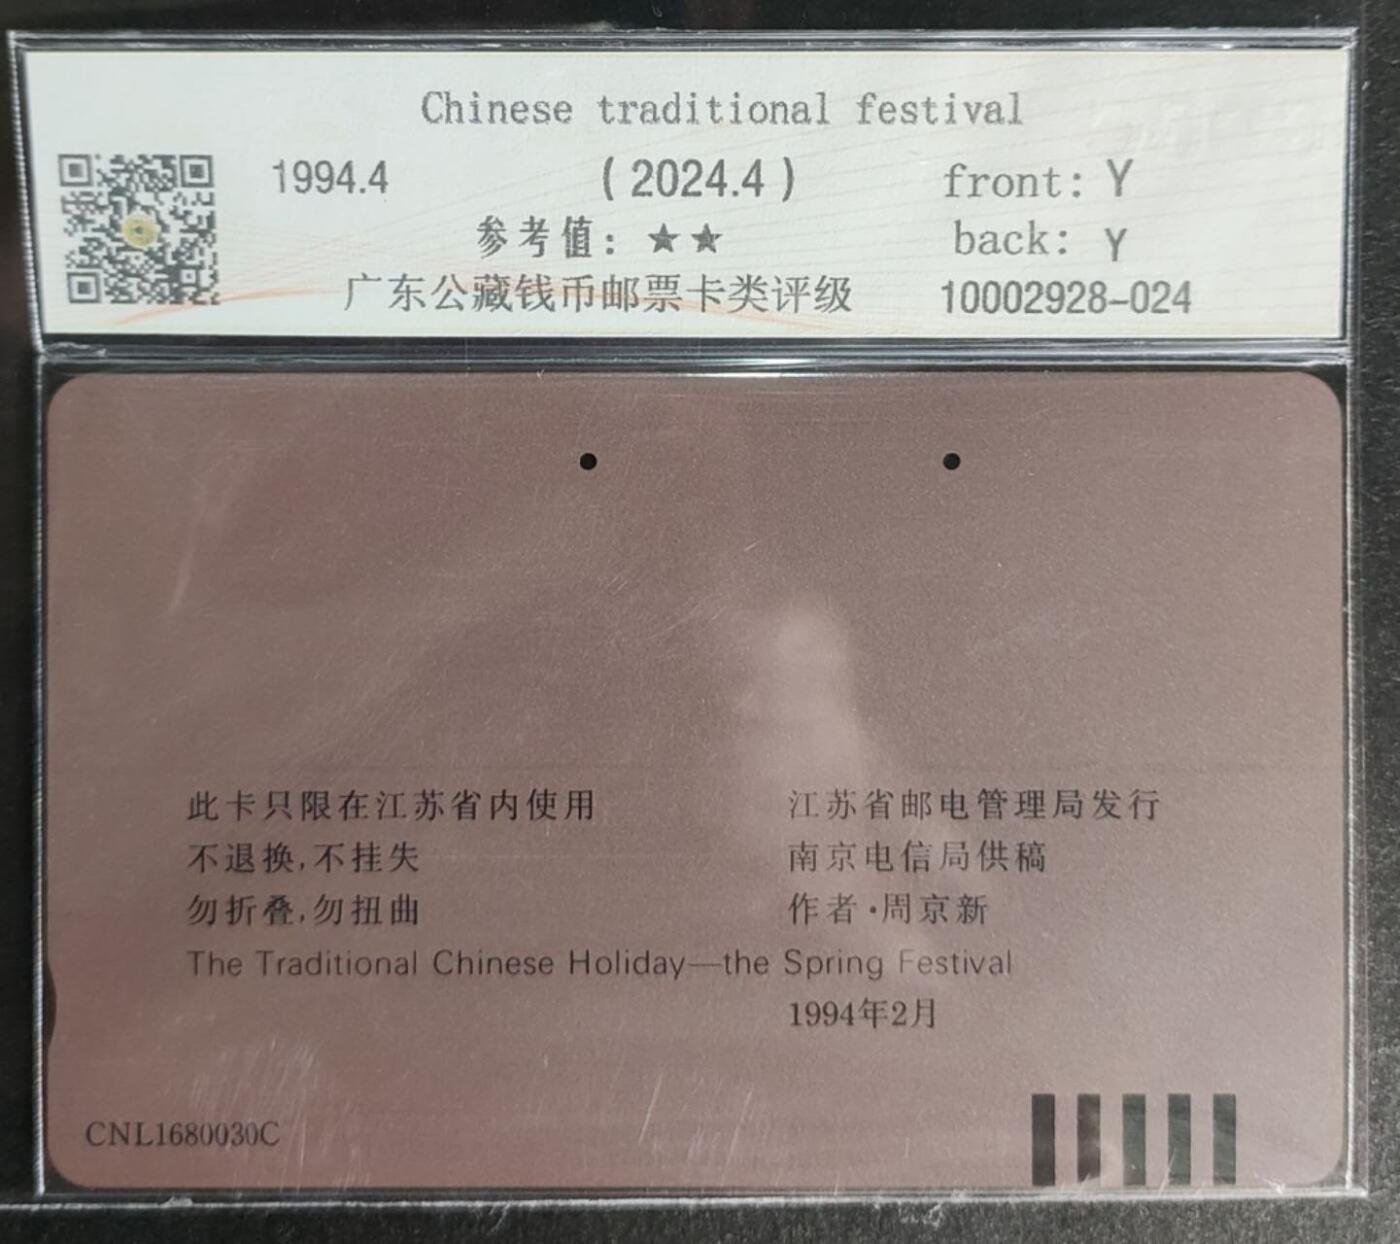 Chinese traditional festival
1994.4 (2024.4) front: Y
参考值: ★★ back: Y
广东公藏钱币邮票卡类评级 10002928-024
此卡只限在江苏省内使用
不退换,不挂失
勿折叠,勿扭曲
江苏省邮电管理局发行
南京电信局供稿
作者·周京新
The Traditional Chinese Holiday—the Spring Festival
1994年2月
CNL1680030C